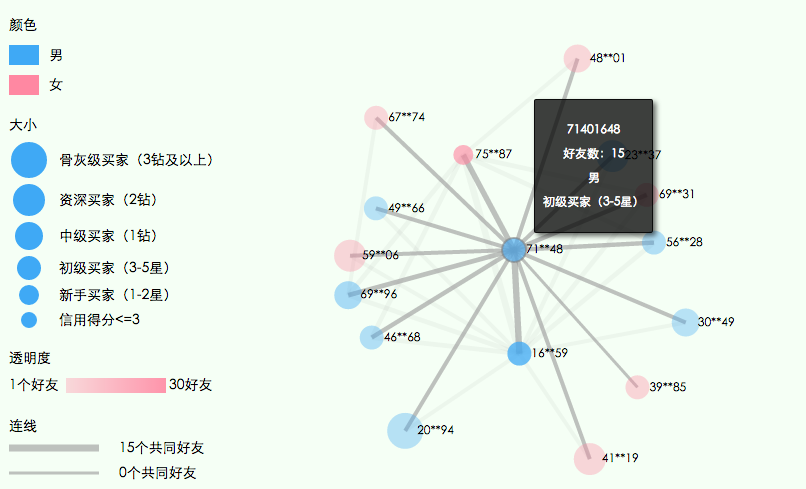 颜色
男
女
大小
骨灰级买家（3钻及以上）
资深买家（2钻）
中级买家（1钻）
初级买家（3-5星）
新手买家（1-2星）
信用得分<=3
透明度
1个好友 30好友
连线
15个共同好友
0个共同好友
48**01
67**74
75**87
71401648
好友数：15
男
初级买家（3-5星）
23**37
69**31
49**66
71**48
56**28
59**06
69**96
30**49
46**68
16**59
39**85
20**94
41**19